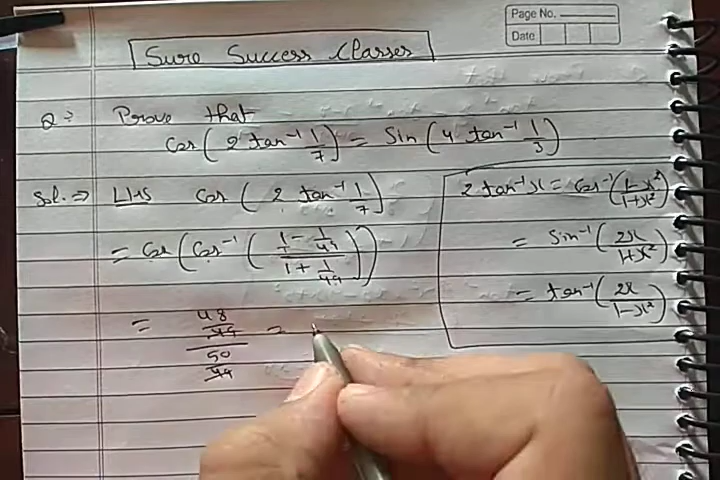 Page No.
Date
Sure Success Classes
Q→ Prove that
Cos(2 tan⁻¹ 1/7) = Sin(4 tan⁻¹ 1/3)
Sol.→ LHS Cos(2 tan⁻¹ 1/7)
= Cos(Cos⁻¹((1 - 1/49)/(1 + 1/49)))
= (48/49)/(50/49) =
2 tan⁻¹x = Cos⁻¹((1-x²)/(1+x²))
= Sin⁻¹(2x/(1+x²))
= tan⁻¹(2x/(1-x²))